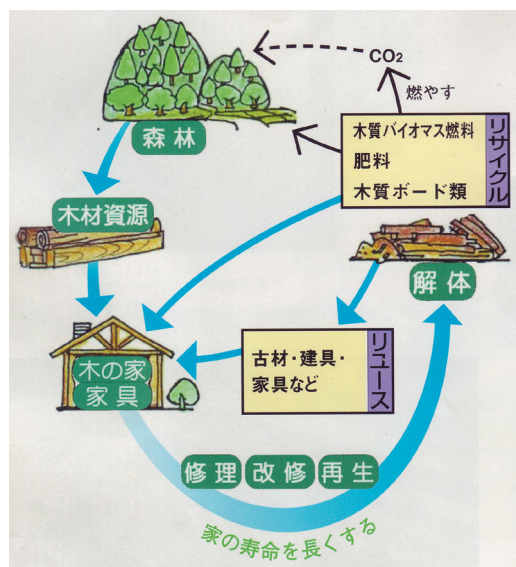 CO₂
燃やす
森林
木質バイオマス燃料
肥料
木質ボード類
リサイクル
木材資源
解体
木の家
家具
古材・建具・
家具など
リユース
修理 改修 再生
家の寿命を長くする